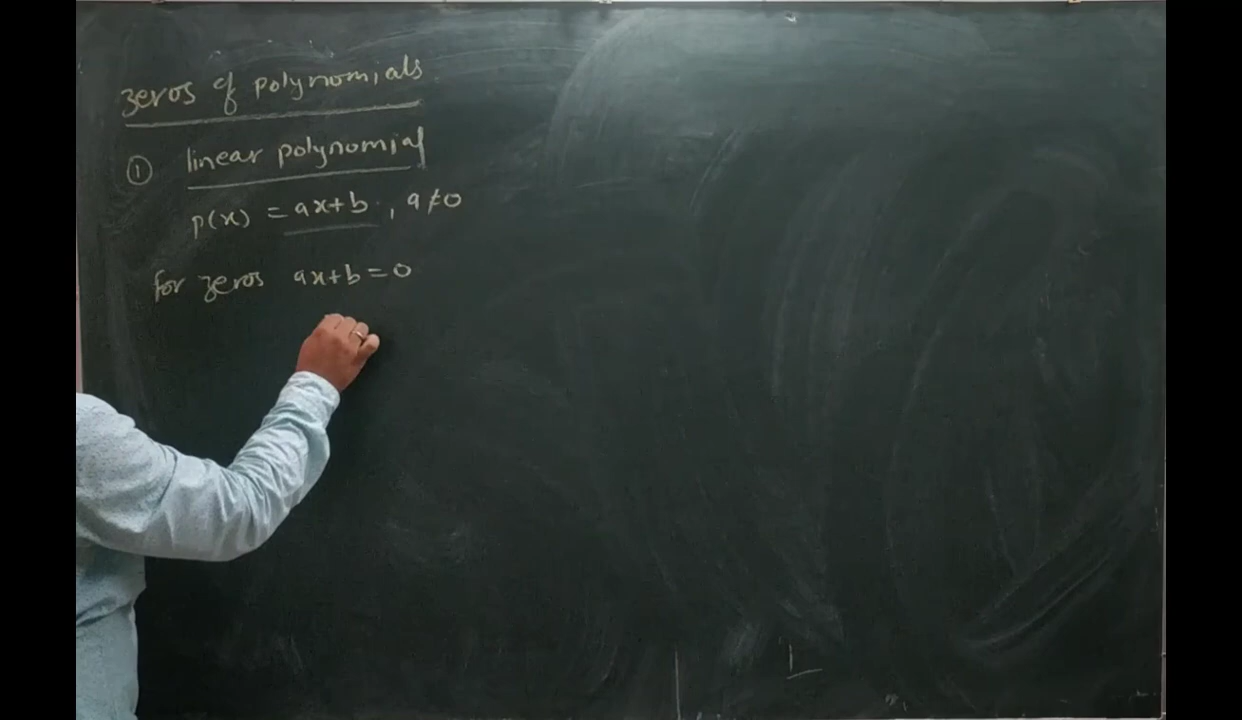 zeros of polynomials
① linear polynomial
p(x) = ax+b , a≠0
for zeros ax+b=0